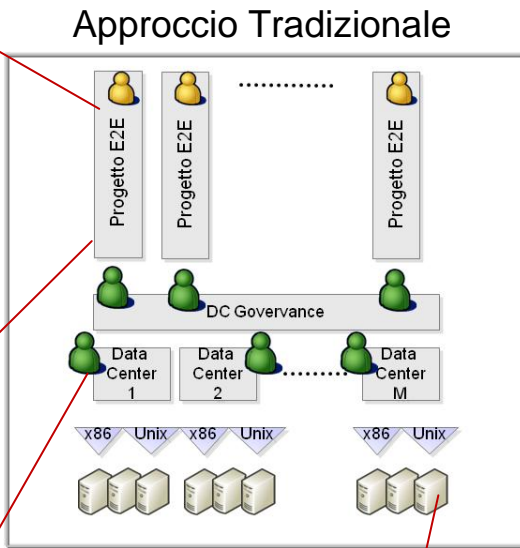 Approccio Tradizionale
Progetto E2E
Progetto E2E
Progetto E2E
DC Govervance
Data
Center
1
Data
Center
2
Data
Center
M
x86
Unix
x86
Unix
x86
Unix